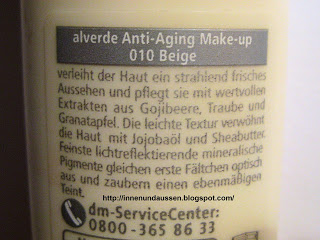 alverde Anti-Aging Make-up
010 Beige
verleiht der Haut ein strahlend frisches
Aussehen und pflegt sie mit wertvollen
Extrakten aus Gojibeere, Traube und
Granatapfel. Die leichte Textur verwöhnt
die Haut mit Jojobaöl und Sheabutter.
Feinste lichtreflektierende mineralische
Pigmente gleichen erste Fältchen optisch
aus und zaubern einen ebenmäßigen
Teint.
http://innenundaussen.blogspot.com/
dm-ServiceCenter:
0800-365 86 33